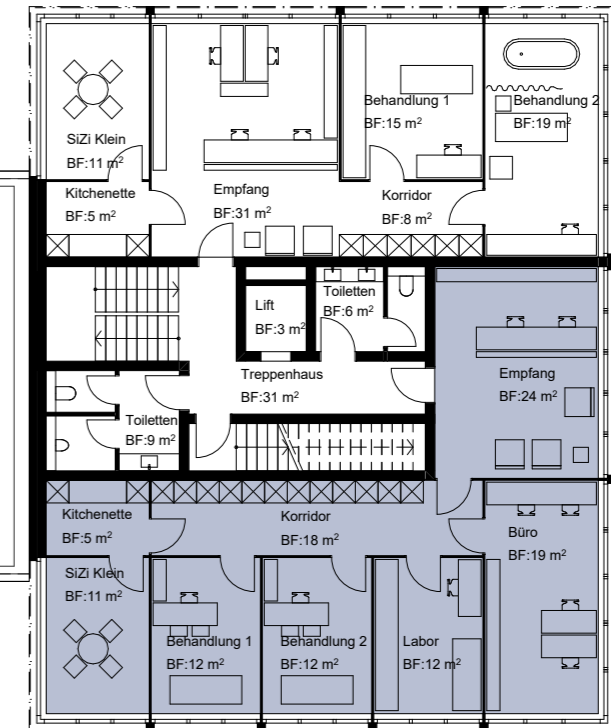 SiZi Klein
BF:11 m²
Behandlung 1
BF:15 m²
Behandlung 2
BF:19 m²
Kitchenette
BF:5 m²
Empfang
BF:31 m²
Korridor
BF:8 m²
Lift
BF:3 m²
Toiletten
BF:6 m²
Treppenhaus
BF:31 m²
Empfang
BF:24 m²
Toiletten
BF:9 m²
Kitchenette
BF:5 m²
Korridor
BF:18 m²
Büro
BF:19 m²
SiZi Klein
BF:11 m²
Behandlung 1
BF:12 m²
Behandlung 2
BF:12 m²
Labor
BF:12 m²